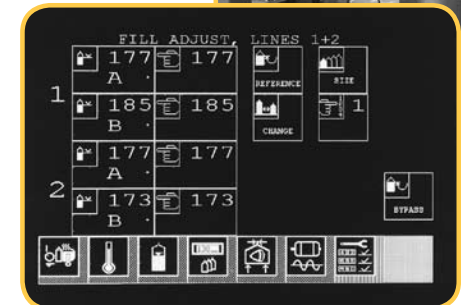 FILL ADJUST, LINES 1+2
177 177
A
REFERENCE
SIZE
1
185 185
B
CHANGE
1
177 177
A
2
173 173
B
BYPASS